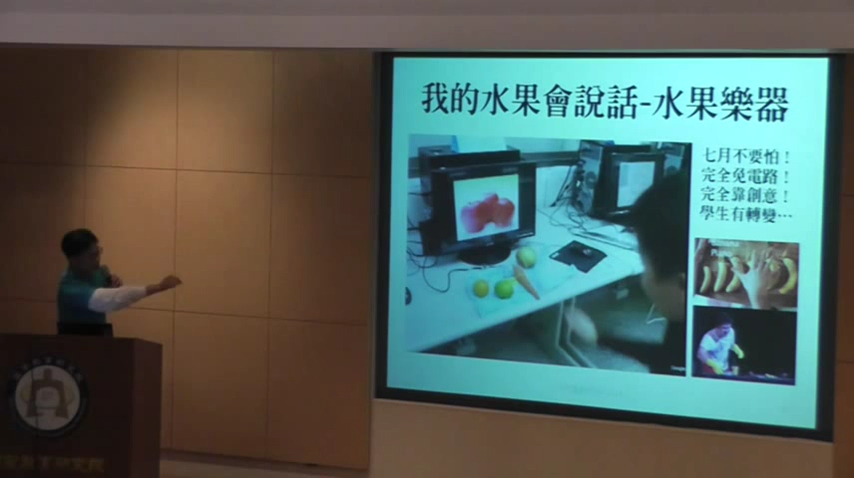 我的水果會說話-水果樂器
七月不要怕！
完全免電路！
完全靠創意！
學生有轉變…